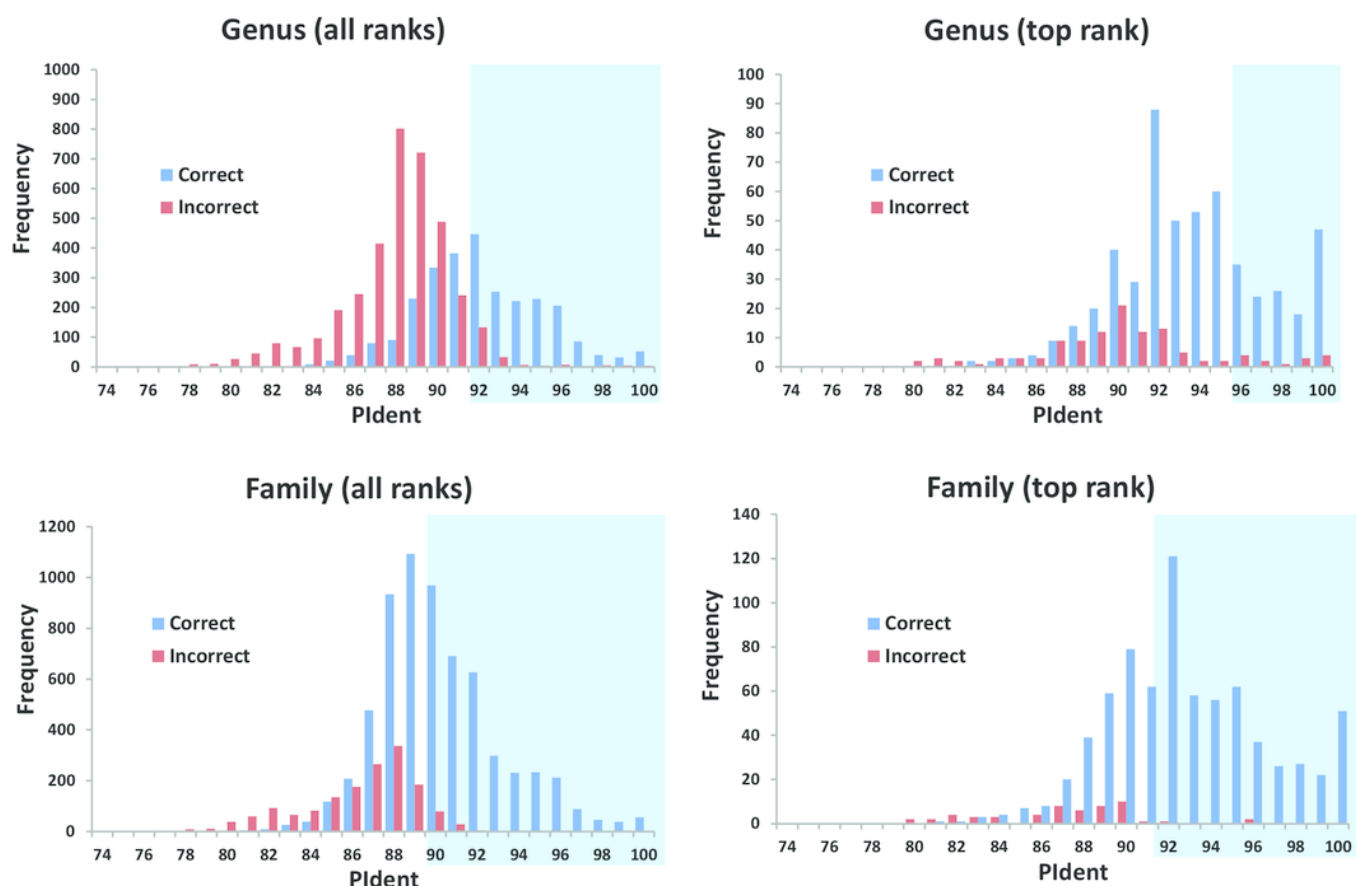 Genus (all ranks)
1000
900
800
700
600
500
400
300
200
100
0
Frequency
Correct
Incorrect
74 76 78 80 82 84 86 88 90 92 94 96 98 100
PIdent
Genus (top rank)
100
90
80
70
60
50
40
30
20
10
0
Frequency
Correct
Incorrect
74 76 78 80 82 84 86 88 90 92 94 96 98 100
PIdent
Family (all ranks)
1200
1000
800
600
400
200
0
Frequency
Correct
Incorrect
74 76 78 80 82 84 86 88 90 92 94 96 98 100
PIdent
Family (top rank)
140
120
100
80
60
40
20
0
Frequency
Correct
Incorrect
74 76 78 80 82 84 86 88 90 92 94 96 98 100
PIdent